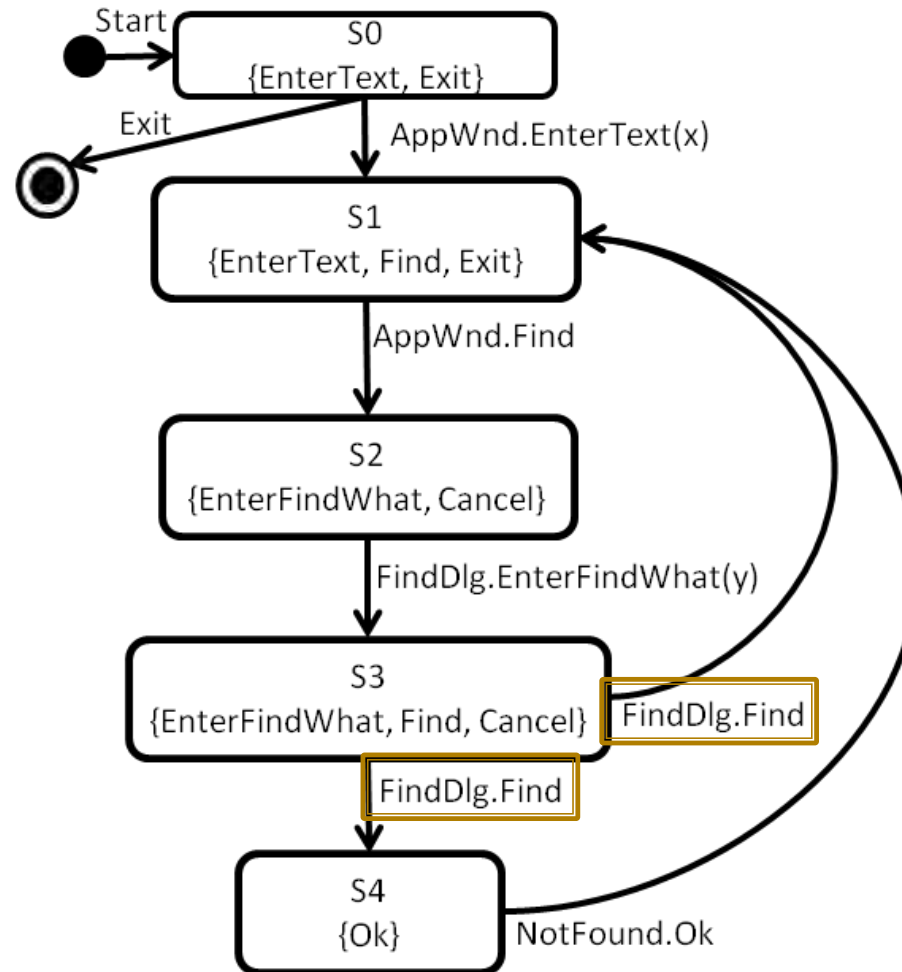 Start
S0
{EnterText, Exit}
Exit
AppWnd.EnterText(x)
S1
{EnterText, Find, Exit}
AppWnd.Find
S2
{EnterFindWhat, Cancel}
FindDlg.EnterFindWhat(y)
S3
{EnterFindWhat, Find, Cancel}
FindDlg.Find
FindDlg.Find
S4
{Ok}
NotFound.Ok